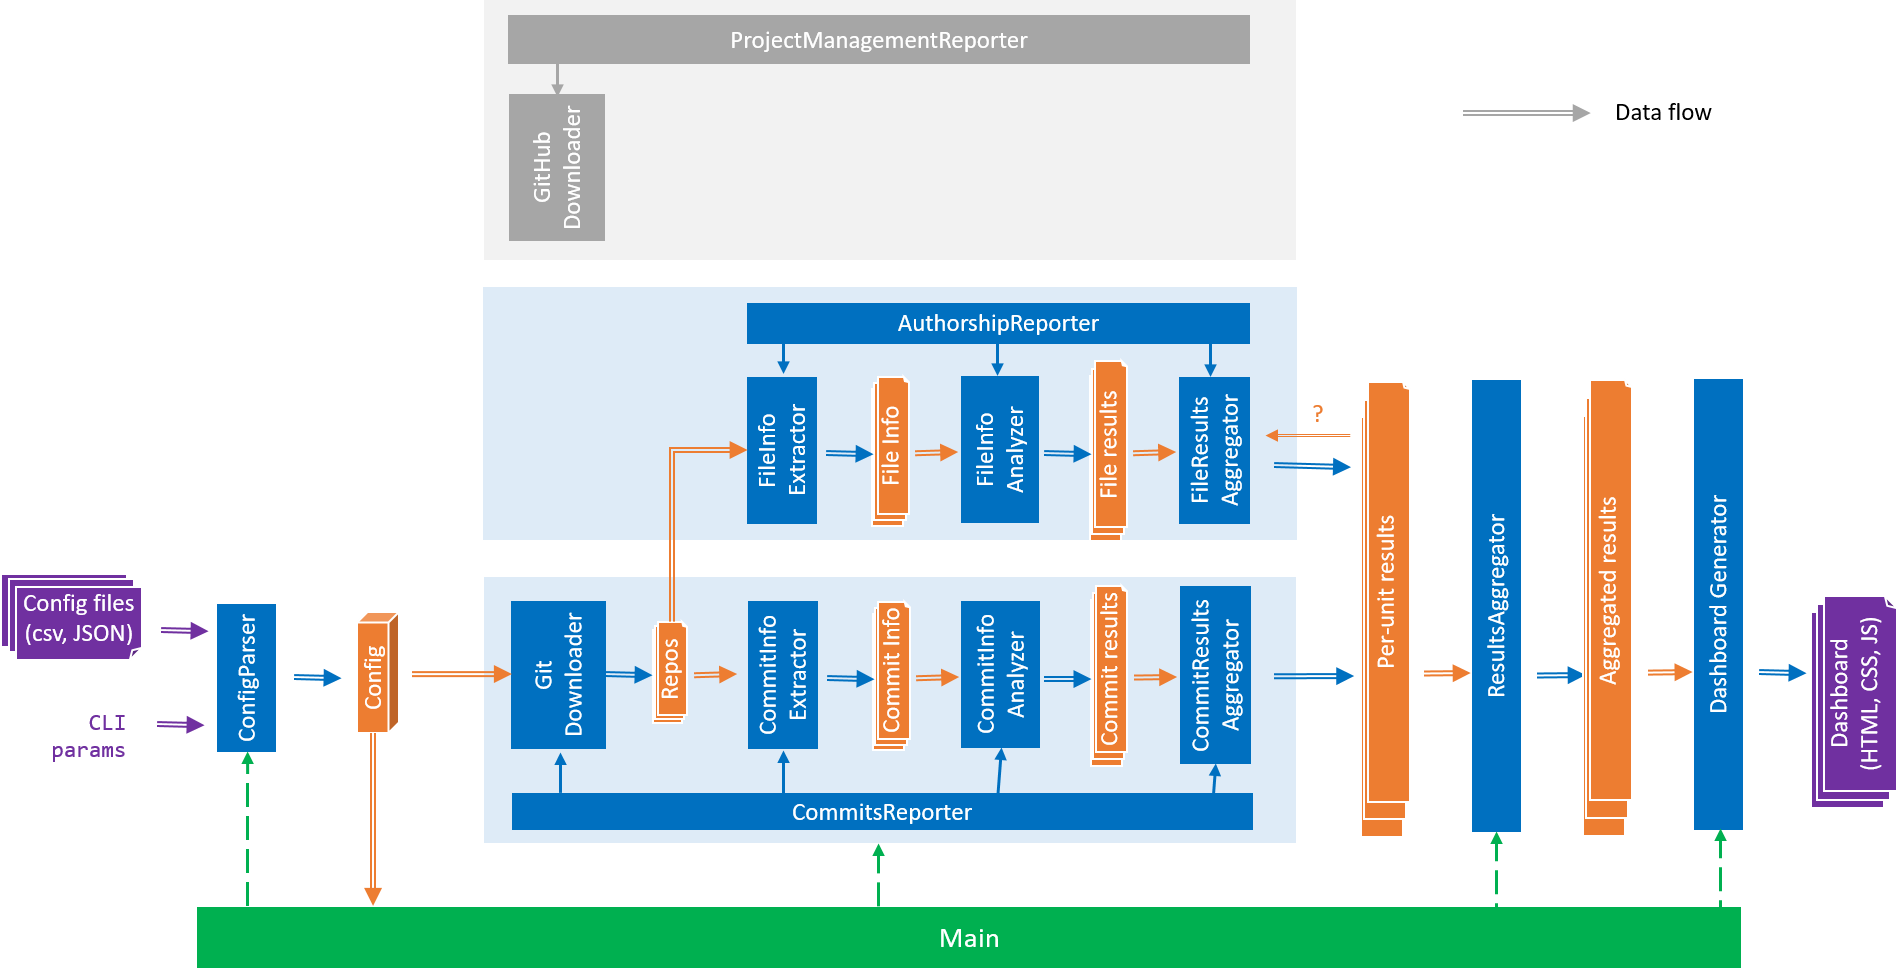 ProjectManagementReporter
GitHub
Downloader
Data flow
AuthorshipReporter
FileInfo
Extractor
File Info
FileInfo
Analyzer
File results
FileResults
Aggregator
?
Config files
(csv, JSON)
CLI
params
ConfigParser
Config
Git
Downloader
Repos
CommitInfo
Extractor
Commit Info
CommitInfo
Analyzer
Commit results
CommitResults
Aggregator
CommitsReporter
Per-unit results
ResultsAggregator
Aggregated results
Dashboard Generator
Dashboard
(HTML, CSS, JS)
Main